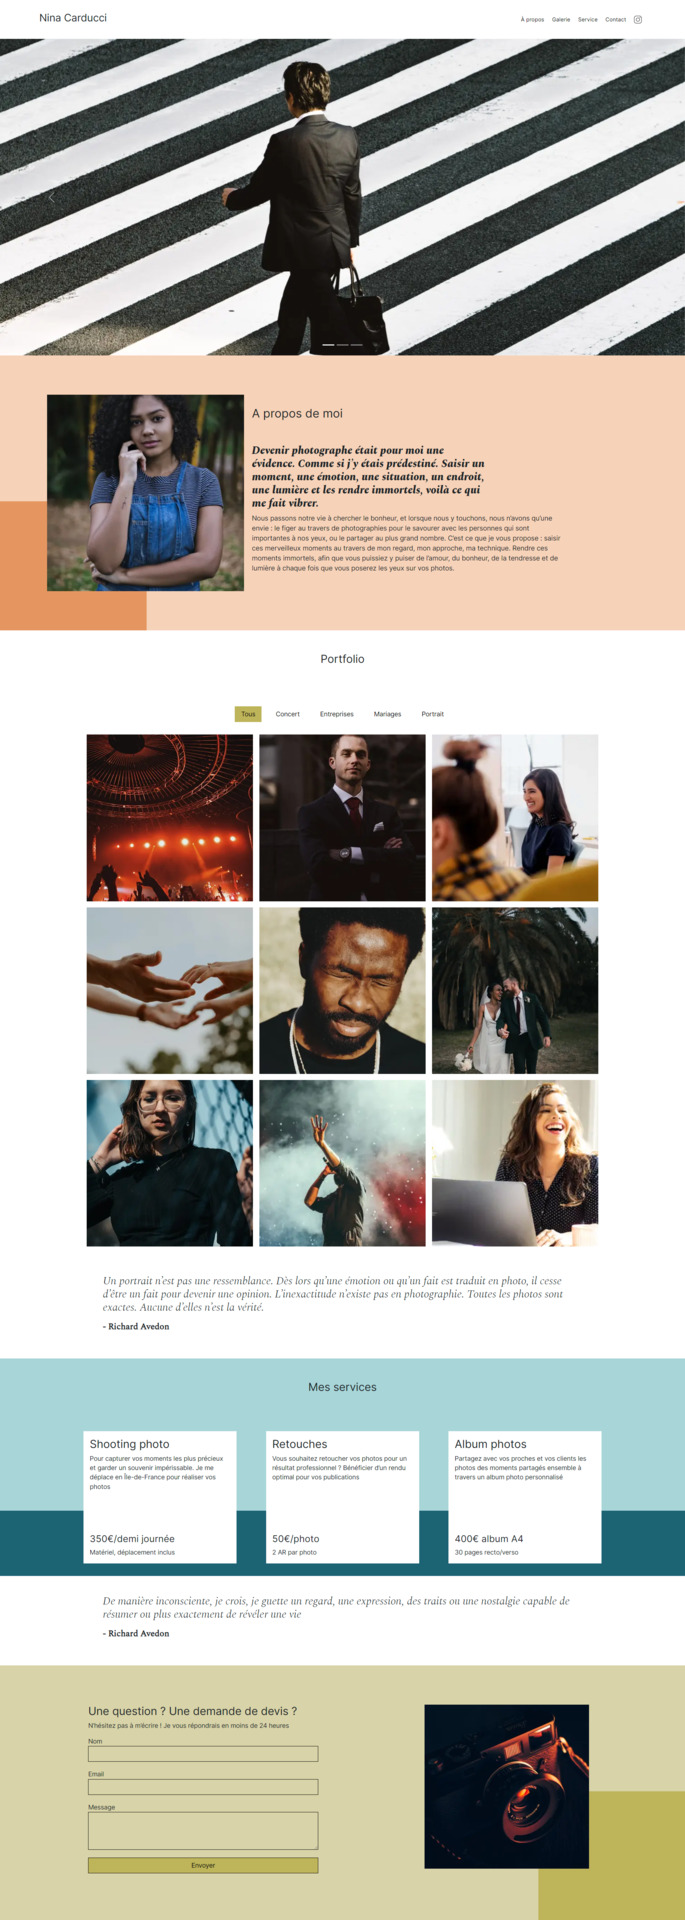 Nina Carducci
À propos Galerie Service Contact
A propos de moi
Devenir photographe était pour moi une
évidence. Comme si j'y étais prédestiné. Saisir un
moment, une émotion, une situation, un endroit,
une lumière et les rendre immortels, voilà ce qui
me fait vibrer.
Nous passons notre vie à chercher le bonheur, et lorsque nous y touchons, nous n'avons qu'une
envie : le figer au travers de photographies pour le savourer avec les personnes qui sont
importantes à nos yeux, ou le partager au plus grand nombre. C'est ce que je vous propose : saisir
ces merveilleux moments au travers de mon regard, mon approche, ma technique. Rendre ces
moments immortels, afin que vous puissiez y puiser de l'amour, du bonheur, de la tendresse et de
lumière à chaque fois que vous poserez les yeux sur vos photos.
Portfolio
Tous Concert Entreprises Mariages Portrait
Un portrait n'est pas une ressemblance. Dès lors qu'une émotion ou qu'un fait est traduit en photo, il cesse
d'être un fait pour devenir une opinion. L'inexactitude n'existe pas en photographie. Toutes les photos sont
exactes. Aucune d'elles n'est la vérité.
- Richard Avedon
Mes services
Shooting photo
Pour capturer vos moments les plus précieux
et garder un souvenir impérissable. Je me
déplace en Île-de-France pour réaliser vos
photos
350€/demi journée
Matériel, déplacement inclus
Retouches
Vous souhaitez retoucher vos photos pour un
résultat professionnel ? Bénéficier d'un rendu
optimal pour vos publications
50€/photo
2 AR par photo
Album photos
Partagez avec vos proches et vos clients les
photos des moments partagés ensemble à
travers un album photo personnalisé
400€ album A4
30 pages recto/verso
De manière inconsciente, je crois, je guette un regard, une expression, des traits ou une nostalgie capable de
résumer ou plus exactement de révéler une vie
- Richard Avedon
Une question ? Une demande de devis ?
N'hésitez pas à m'écrire ! Je vous répondrais en moins de 24 heures
Nom
Email
Message
Envoyer